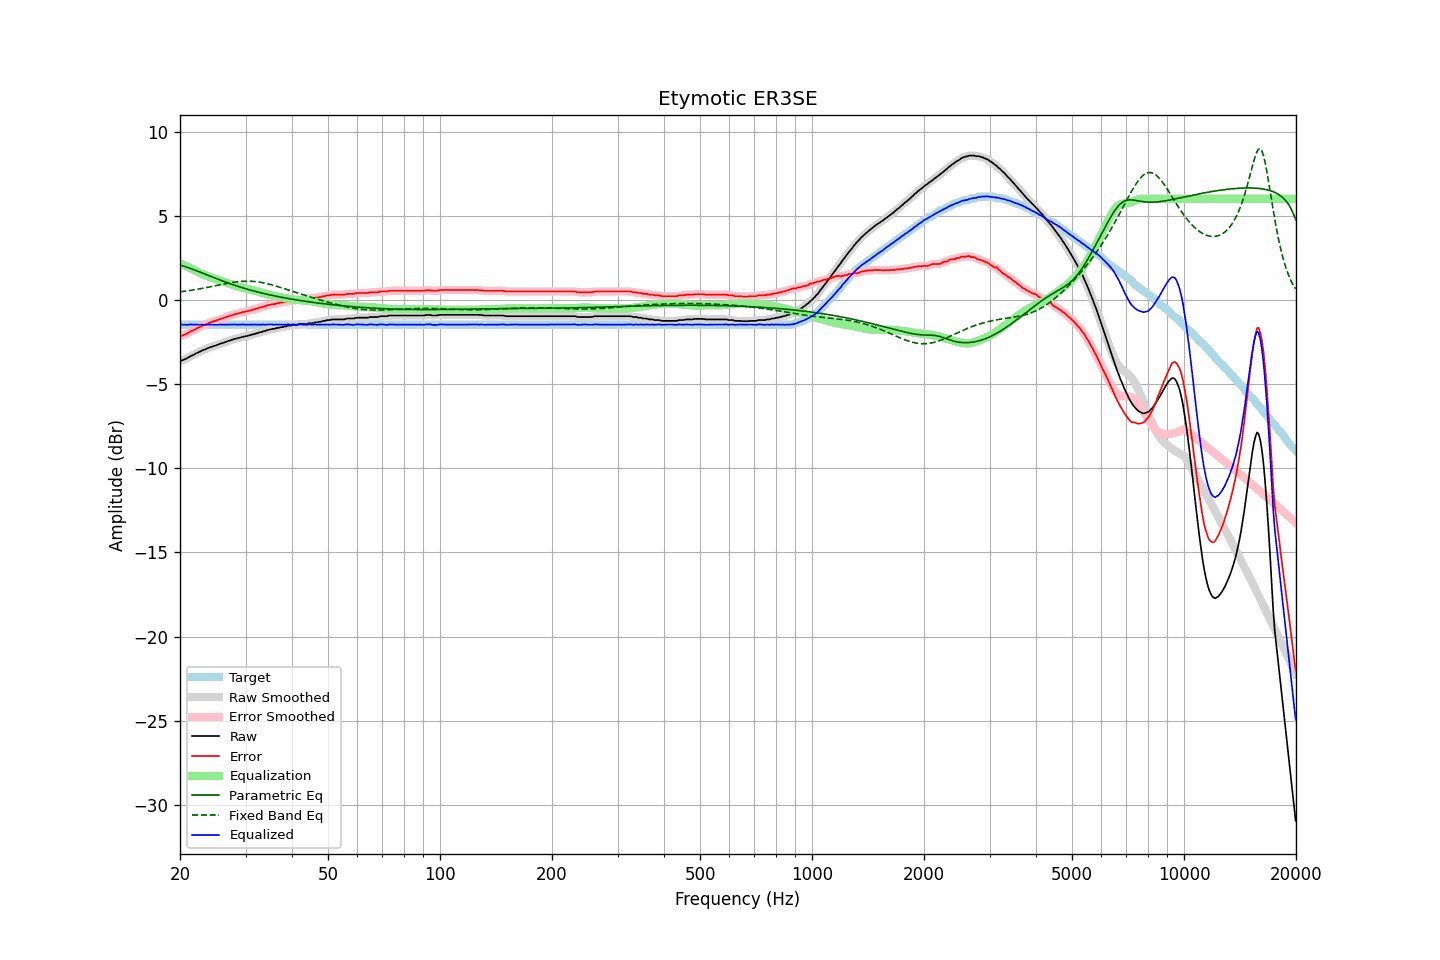 Etymotic ER3SE
10
5
0
−5
−10
−15
−20
−25
−30
Amplitude (dBr)
Target
Raw Smoothed
Error Smoothed
Raw
Error
Equalization
Parametric Eq
Fixed Band Eq
Equalized
20 50 100 200 500 1000 2000 5000 10000 20000
Frequency (Hz)